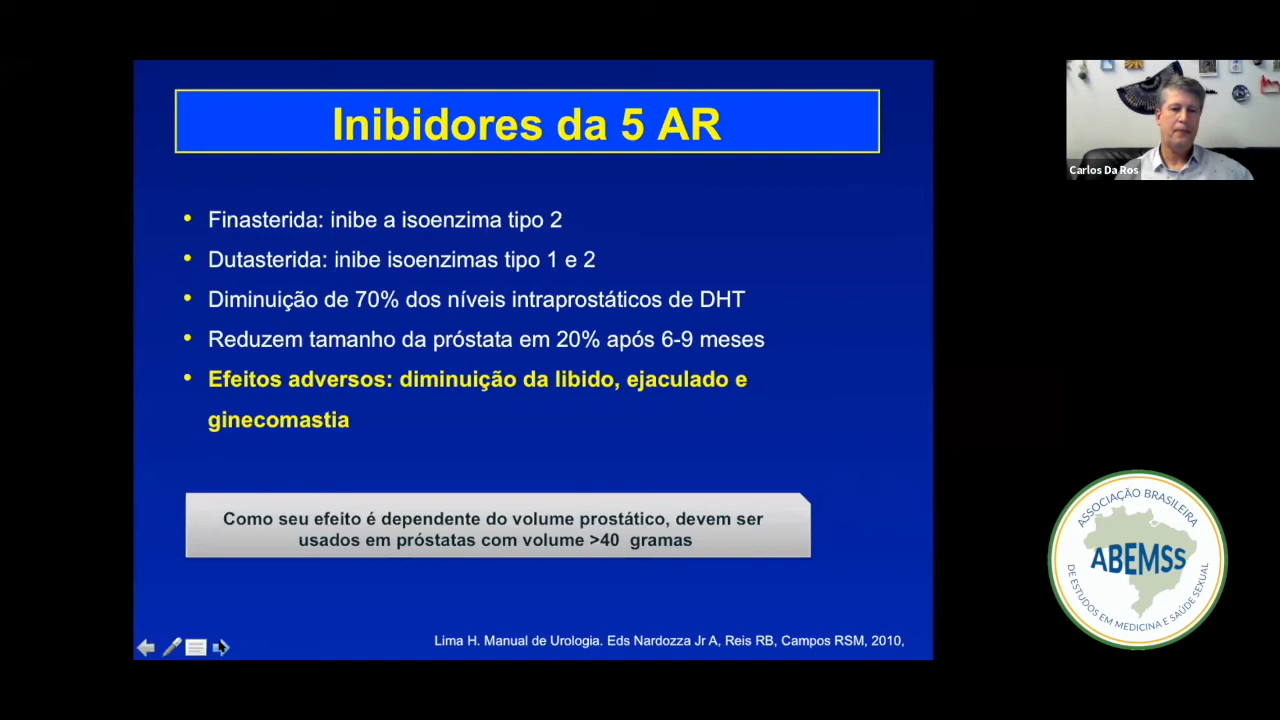 Inibidores da 5 AR
Carlos Da Ros
Finasterida: inibe a isoenzima tipo 2
Dutasterida: inibe isoenzimas tipo 1 e 2
Diminuição de 70% dos níveis intraprostáticos de DHT
Reduzem tamanho da próstata em 20% após 6-9 meses
Efeitos adversos: diminuição da libido, ejaculado e
ginecomastia
Como seu efeito é dependente do volume prostático, devem ser
usados em próstatas com volume >40 gramas
Lima H. Manual de Urologia. Eds Nardozza Jr A, Reis RB, Campos RSM, 2010,
ASSOCIAÇÃO BRASILEIRA
ABEMSS
DE ESTUDOS EM MEDICINA E SAÚDE SEXUAL